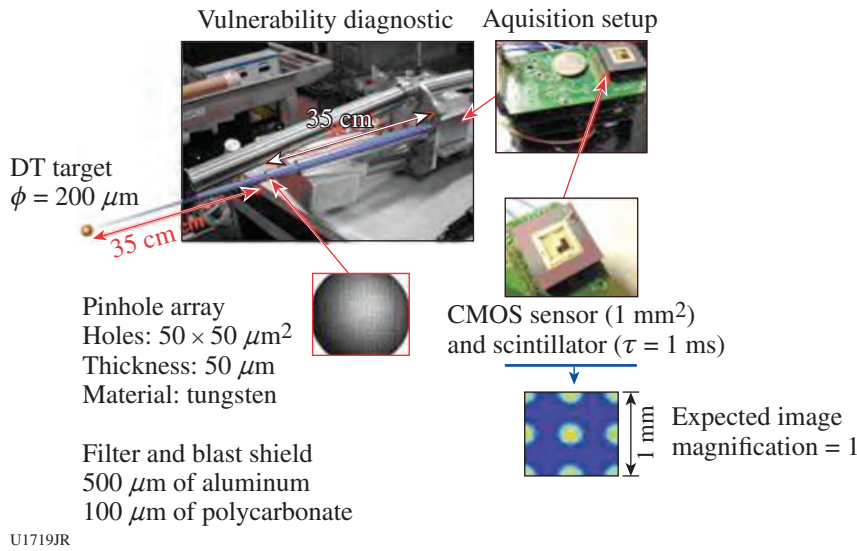 Vulnerability diagnostic
Aquisition setup
35 cm
DT target
ϕ = 200 μm
35 cm
Pinhole array
Holes: 50 × 50 μm²
Thickness: 50 μm
Material: tungsten
Filter and blast shield
500 μm of aluminum
100 μm of polycarbonate
CMOS sensor (1 mm²)
and scintillator (τ = 1 ms)
1 mm
Expected image
magnification = 1
U1719JR